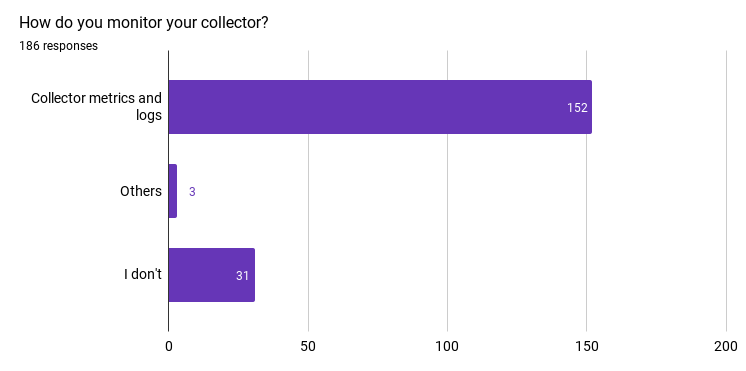 How do you monitor your collector?
186 responses
Collector metrics and
logs
152
Others
3
I don't
31
0
50
100
150
200